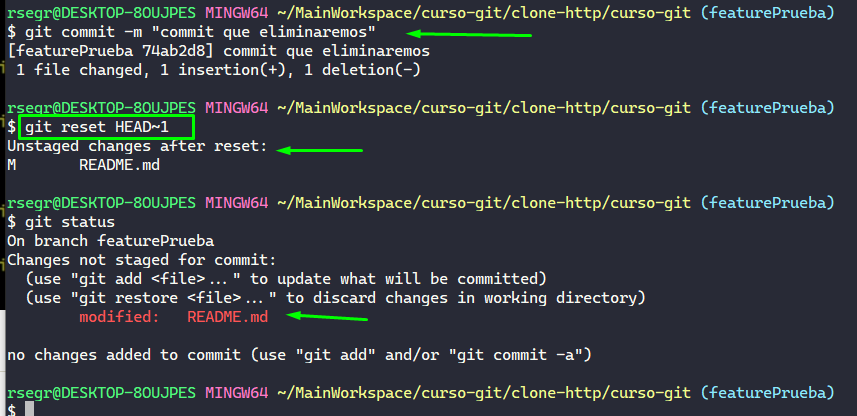 rsegr@DESKTOP-8OUJPES MINGW64 ~/MainWorkspace/curso-git/clone-http/curso-git (featurePrueba)
$ git commit -m "commit que eliminaremos"
[featurePrueba 74ab2d8] commit que eliminaremos
 1 file changed, 1 insertion(+), 1 deletion(-)

rsegr@DESKTOP-8OUJPES MINGW64 ~/MainWorkspace/curso-git/clone-http/curso-git (featurePrueba)
$ git reset HEAD~1
Unstaged changes after reset:
M       README.md

rsegr@DESKTOP-8OUJPES MINGW64 ~/MainWorkspace/curso-git/clone-http/curso-git (featurePrueba)
$ git status
On branch featurePrueba
Changes not staged for commit:
  (use "git add <file>..." to update what will be committed)
  (use "git restore <file>..." to discard changes in working directory)
        modified:   README.md

no changes added to commit (use "git add" and/or "git commit -a")

rsegr@DESKTOP-8OUJPES MINGW64 ~/MainWorkspace/curso-git/clone-http/curso-git (featurePrueba)
$